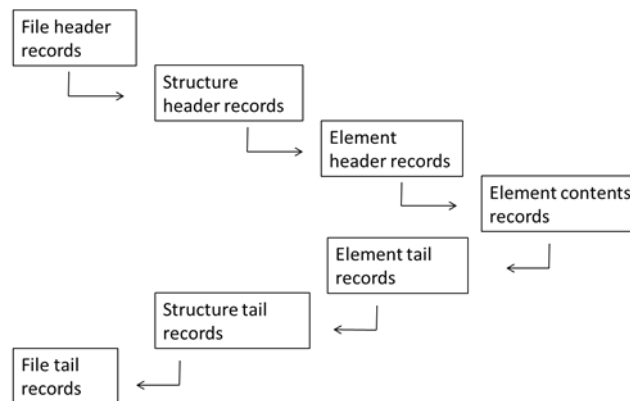 File header
records
Structure
header records
Element
header records
Element contents
records
Element tail
records
Structure tail
records
File tail
records